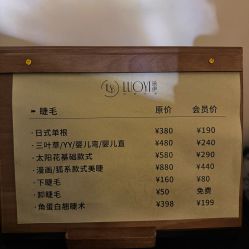 LY LUOYI
睫毛 原价 会员价
日式单根 ¥380 ¥190
三叶草/YY/婴儿弯/婴儿直 ¥480 ¥240
太阳花基础款式 ¥580 ¥290
漫画/狐系款式美睫 ¥880 ¥440
下睫毛 ¥160 ¥80
卸睫毛 ¥50 免费
角蛋白翘睫术 ¥398 ¥199